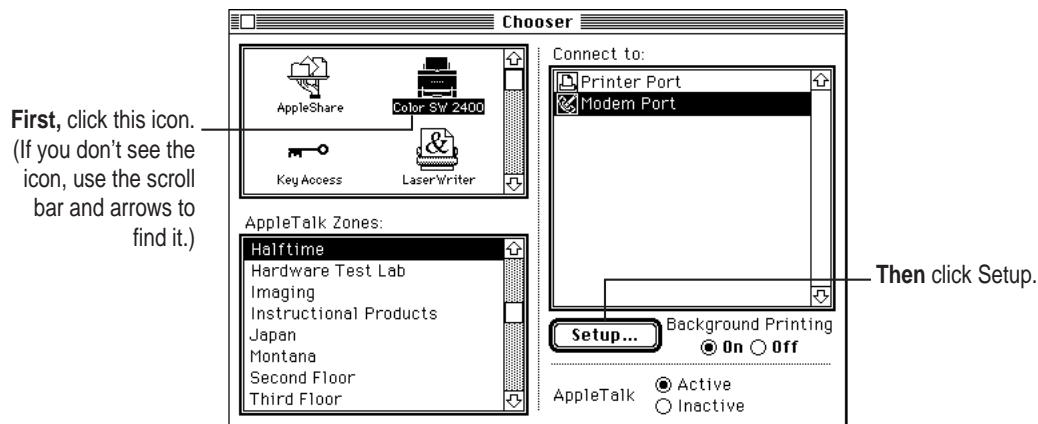 Chooser
First, click this icon.
(If you don't see the
icon, use the scroll
bar and arrows to
find it.)
AppleShare
Color SW 2400
Key Access
LaserWriter
AppleTalk Zones:
Halftime
Hardware Test Lab
Imaging
Instructional Products
Japan
Montana
Second Floor
Third Floor
Connect to:
Printer Port
Modem Port
Then click Setup.
Setup...
Background Printing
On Off
AppleTalk
Active
Inactive